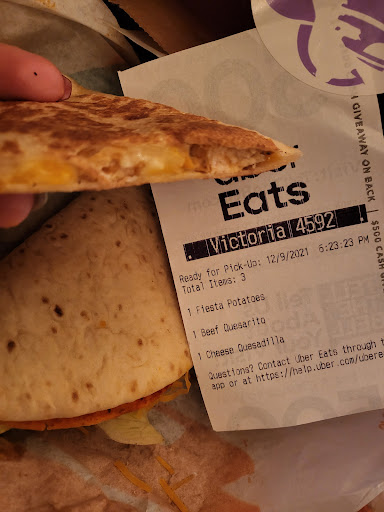 Uber
Eats
Victoria 4592
Ready for Pick-Up: 12/9/2021 6:23:23 PM
Total Items: 3
1 Fiesta Potatoes
1 Beef Quesarito
1 Cheese Quesadilla
Questions? Contact Uber Eats through t
app or at https://help.uber.com/ubere
GIVEAWAY ON BACK
$500 CASH